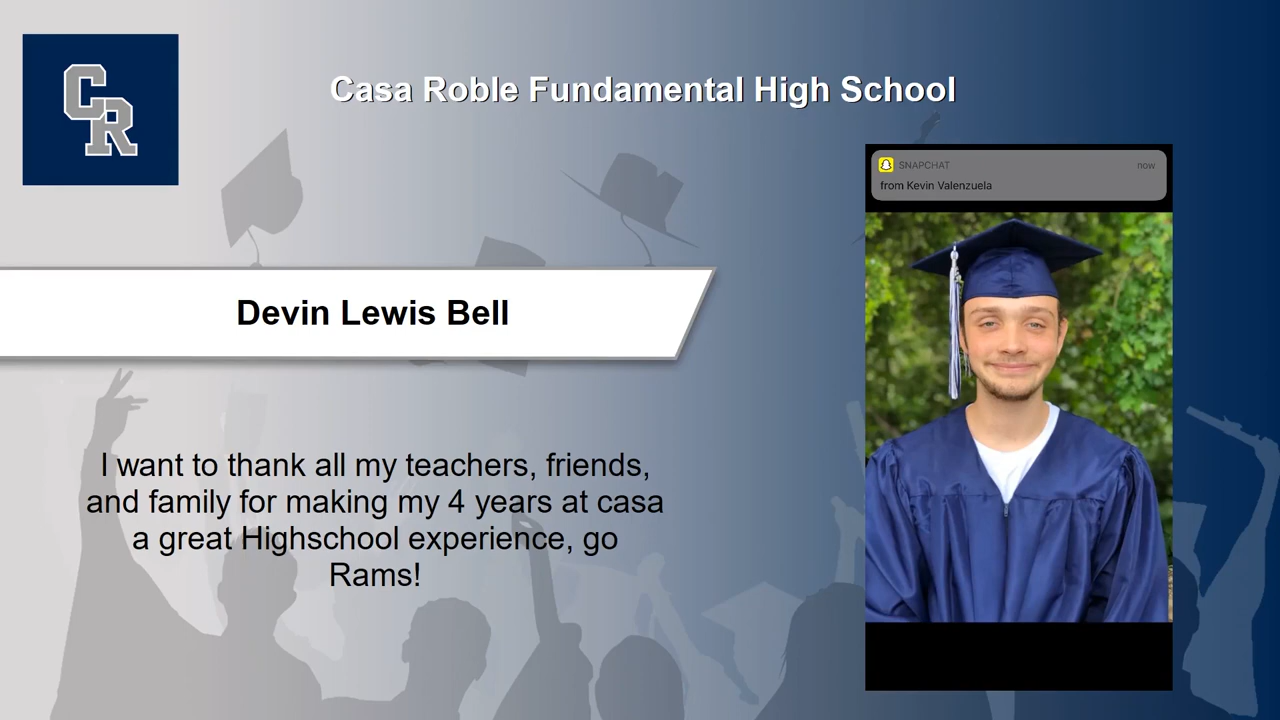 CR
Casa Roble Fundamental High School
SNAPCHAT now
from Kevin Valenzuela
Devin Lewis Bell
I want to thank all my teachers, friends,
and family for making my 4 years at casa
a great Highschool experience, go
Rams!